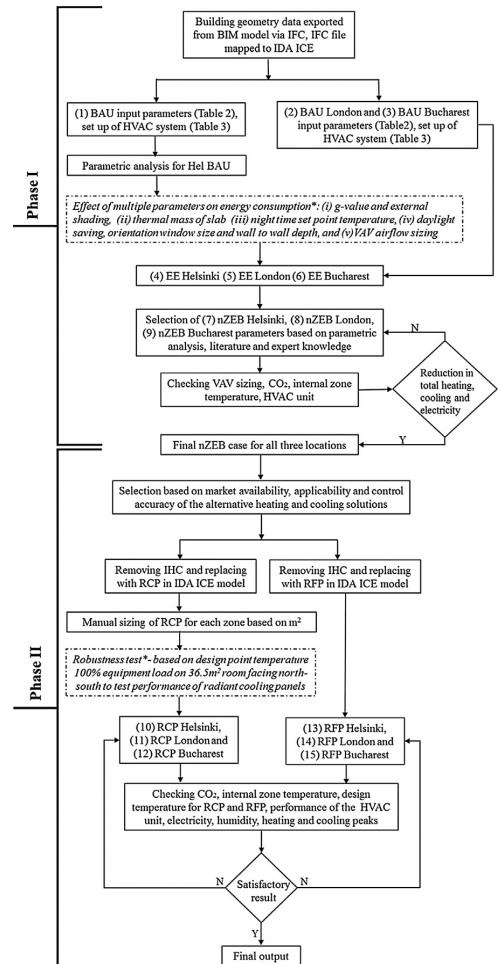 Building geometry data exported
from BIM model via IFC, IFC file
mapped to IDA ICE
(1) BAU input parameters (Table 2),
set up of HVAC system (Table 3)
(2) BAU London and (3) BAU Bucharest
input parameters (Table2), set up of
HVAC system (Table 3)
Parametric analysis for Hel BAU
Effect of multiple parameters on energy consumption*: (i) g-value and external
shading, (ii) thermal mass of slab (iii) night time set point temperature, (iv) daylight
saving, orientation window size and wall to wall depth, and (v)VAV airflow sizing
Phase I
(4) EE Helsinki (5) EE London (6) EE Bucharest
Selection of (7) nZEB Helsinki, (8) nZEB London,
(9) nZEB Bucharest parameters based on parametric
analysis, literature and expert knowledge
N
Checking VAV sizing, CO₂, internal zone
temperature, HVAC unit
Reduction in
total heating,
cooling and
electricity
Y
Final nZEB case for all three locations
Selection based on market availability, applicability and control
accuracy of the alternative heating and cooling solutions
Removing IHC and replacing
with RCP in IDA ICE model
Removing IHC and replacing
with RFP in IDA ICE model
Manual sizing of RCP for each zone based on m²
Robustness test*- based on design point temperature
100% equipment load on 36.5m² room facing north-
south to test performance of radiant cooling panels
Phase II
(10) RCP Helsinki,
(11) RCP London and
(12) RCP Bucharest
(13) RFP Helsinki,
(14) RFP London and
(15) RFP Bucharest
Checking CO₂, internal zone temperature, design
temperature for RCP and RFP, performance of the HVAC
unit, electricity, humidity, heating and cooling peaks
N
Satisfactory
result
N
Y
Final output